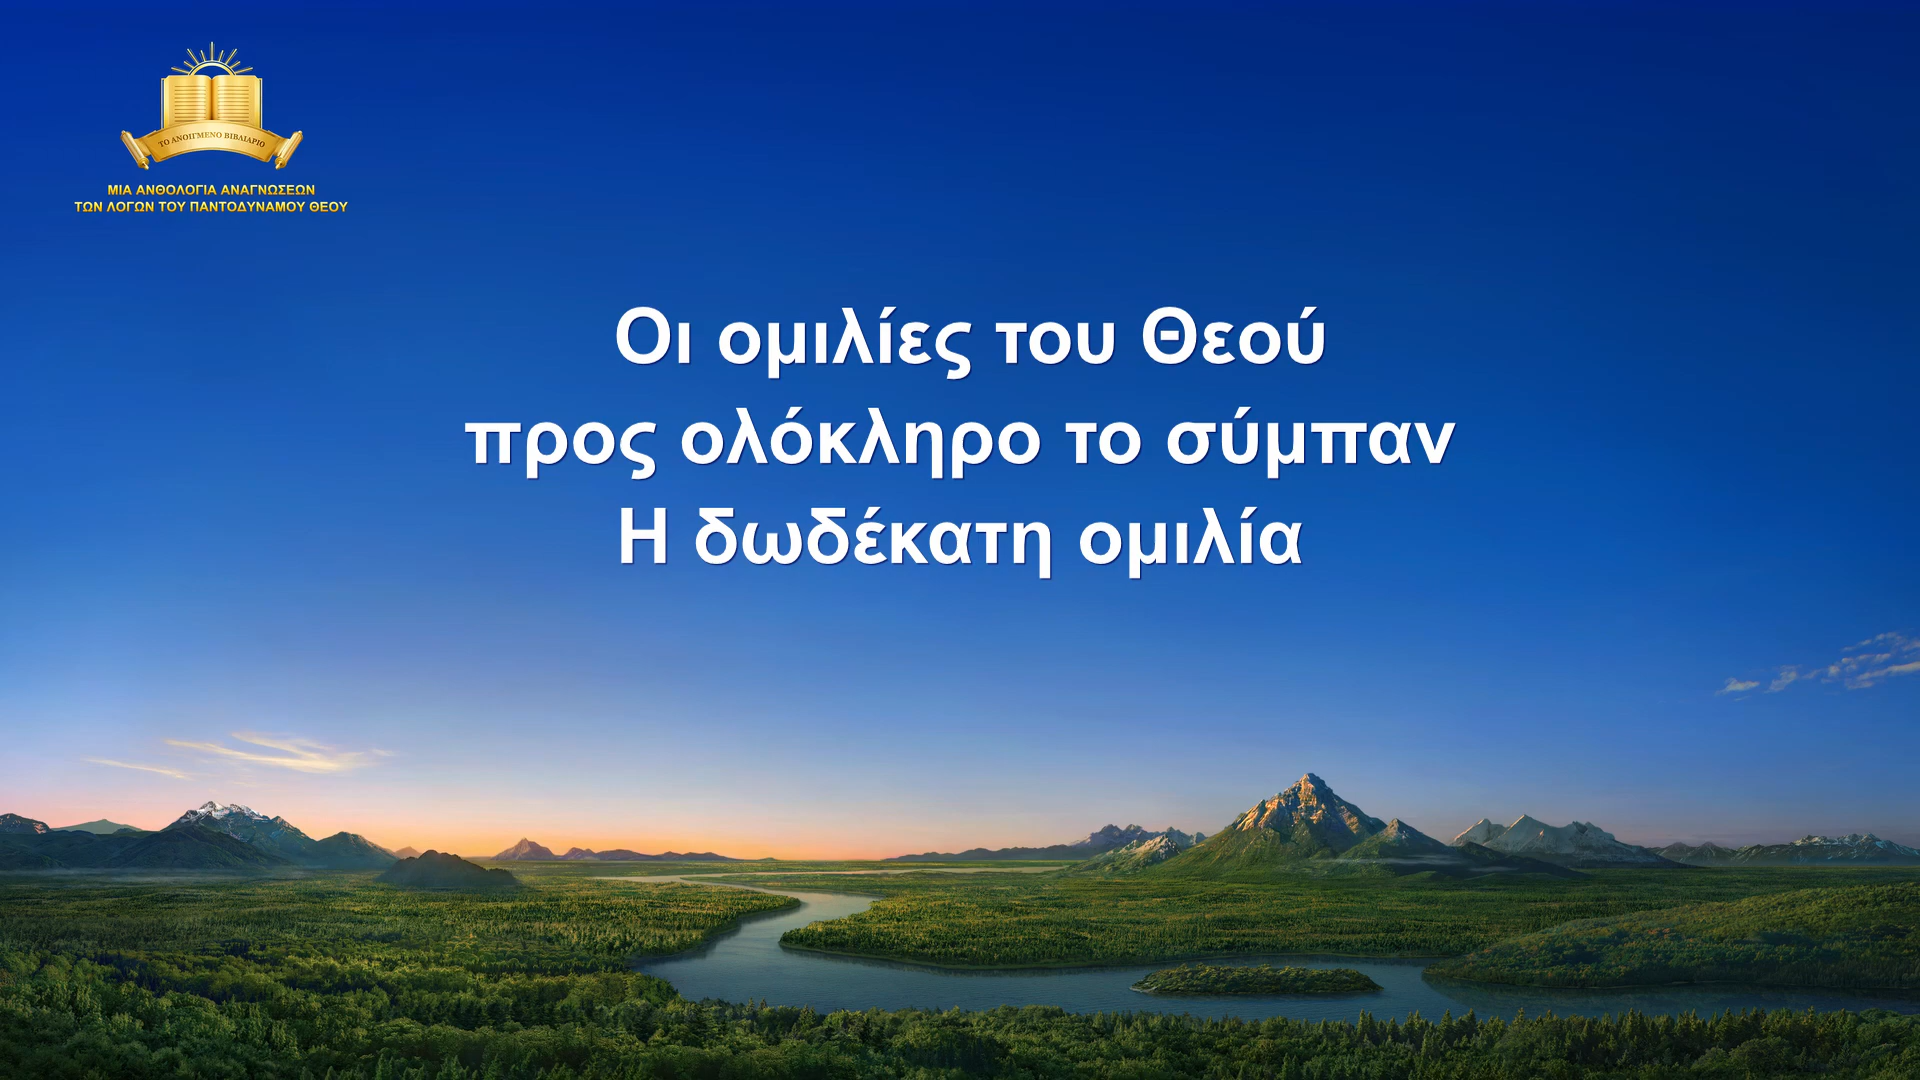 ΤΟ ΑΝΟΙΓΜΕΝΟ ΒΙΒΛΙΑΡΙΟ
ΜΙΑ ΑΝΘΟΛΟΓΙΑ ΑΝΑΓΝΩΣΕΩΝ
ΤΩΝ ΛΟΓΩΝ ΤΟΥ ΠΑΝΤΟΔΥΝΑΜΟΥ ΘΕΟΥ
Οι ομιλίες του Θεού
προς ολόκληρο το σύμπαν
Η δωδέκατη ομιλία